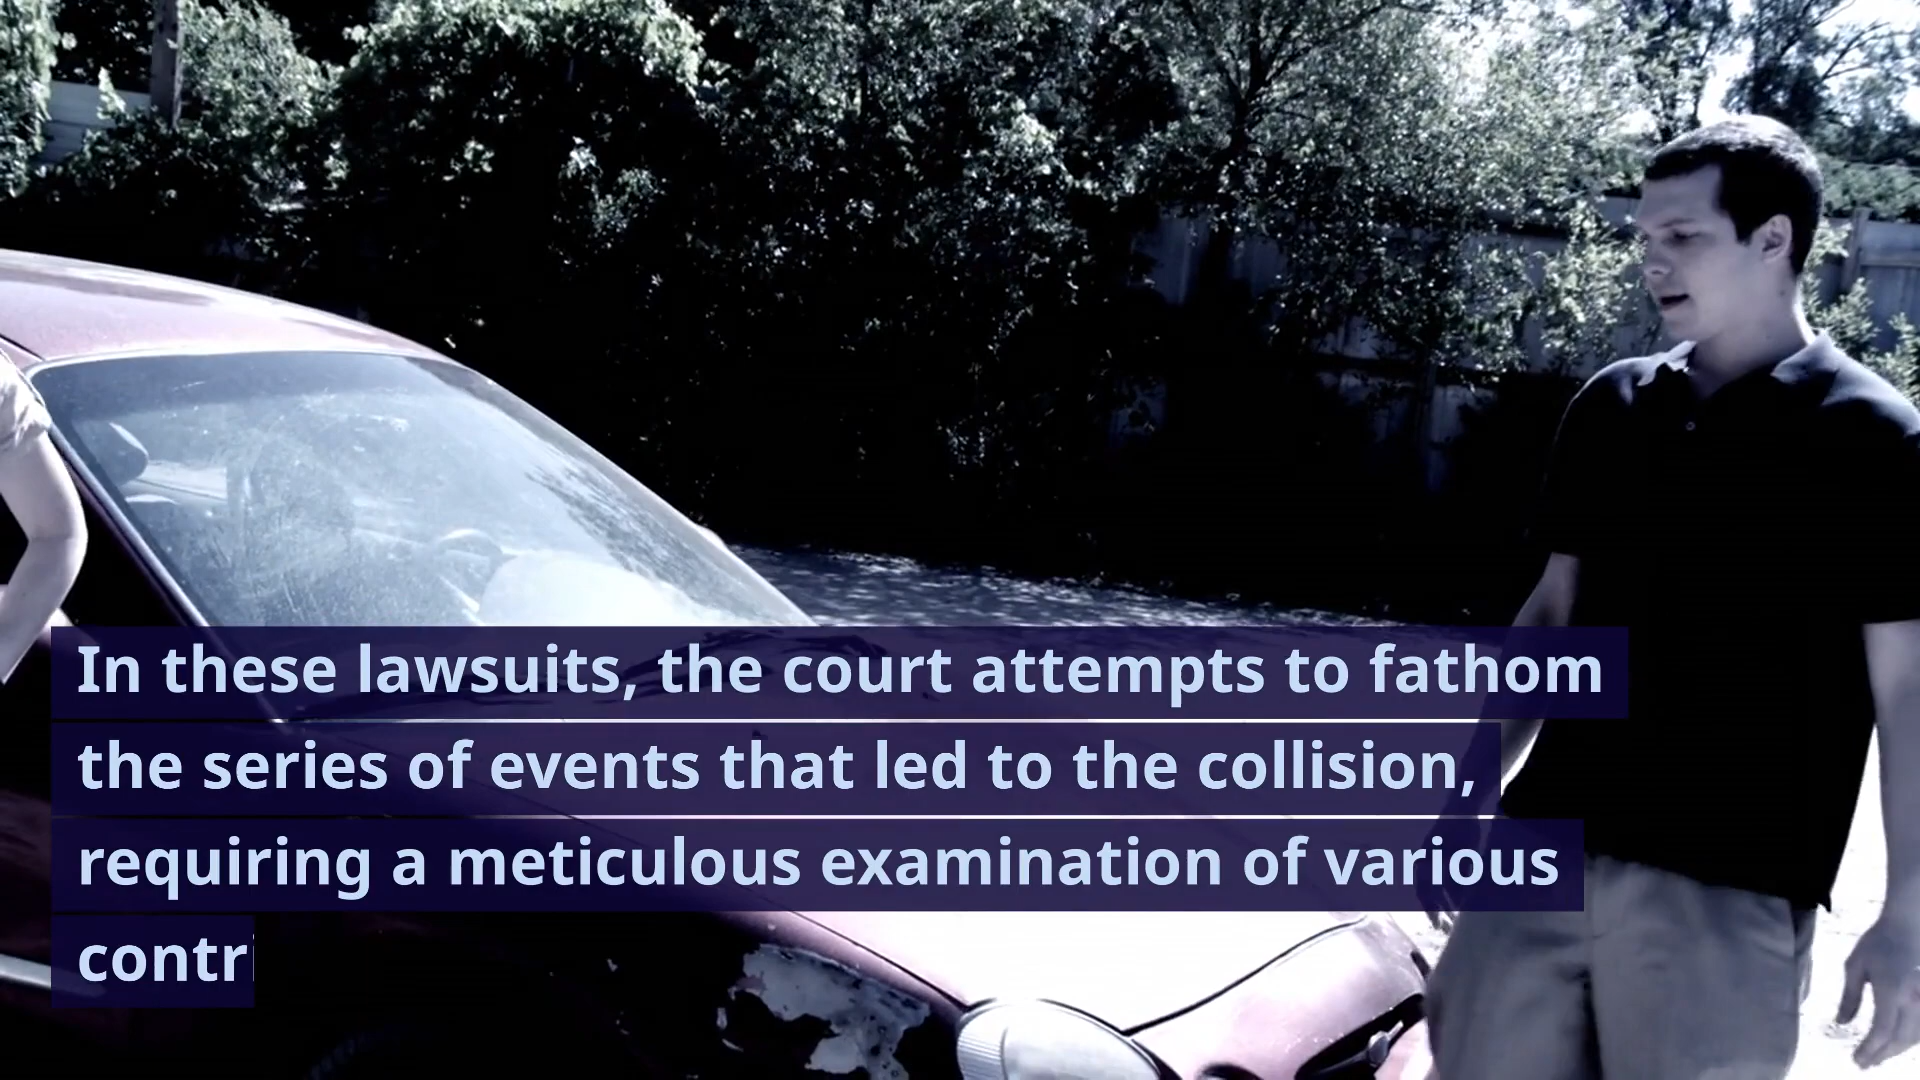 In these lawsuits, the court attempts to fathom
the series of events that led to the collision,
requiring a meticulous examination of various
contri